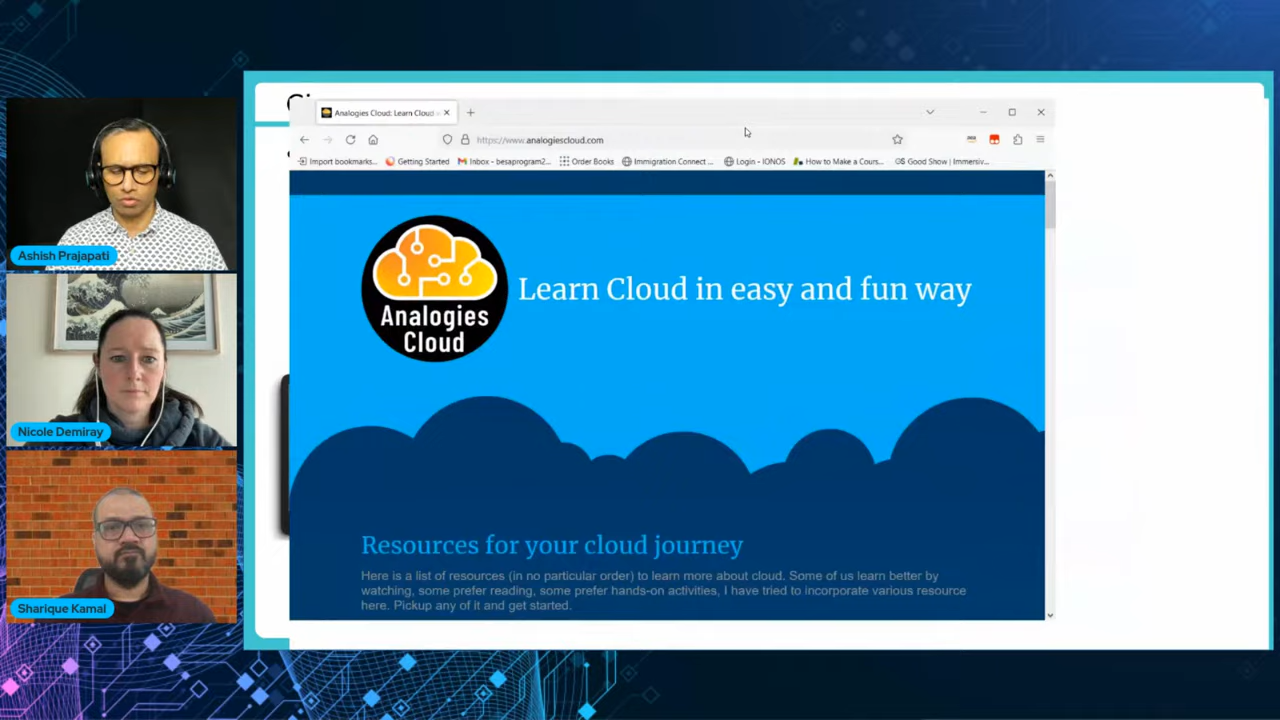 Ashish Prajapati
Nicole Demiray
Sharique Kamal
Analogies Cloud: Learn Cloud
https://www.analogiescloud.com
Import bookmarks... Getting Started Inbox - besaprogram2... Order Books Immigration Connect ... Login - IONOS How to Make a Cours... GS Good Show | Immersiv...
Analogies
Cloud
Learn Cloud in easy and fun way
Resources for your cloud journey
Here is a list of resources (in no particular order) to learn more about cloud. Some of us learn better by
watching, some prefer reading, some prefer hands-on activities, I have tried to incorporate various resource
here. Pickup any of it and get started.